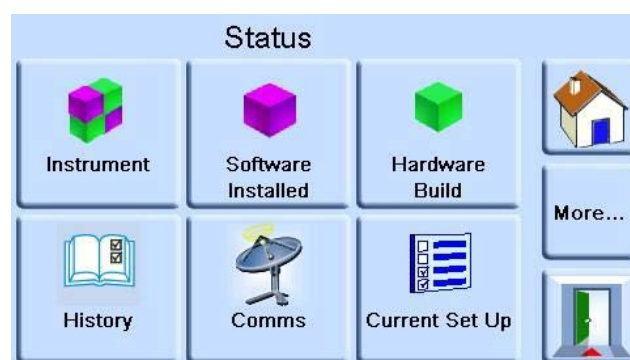 Status
Instrument
Software
Installed
Hardware
Build
More...
History
Comms
Current Set Up